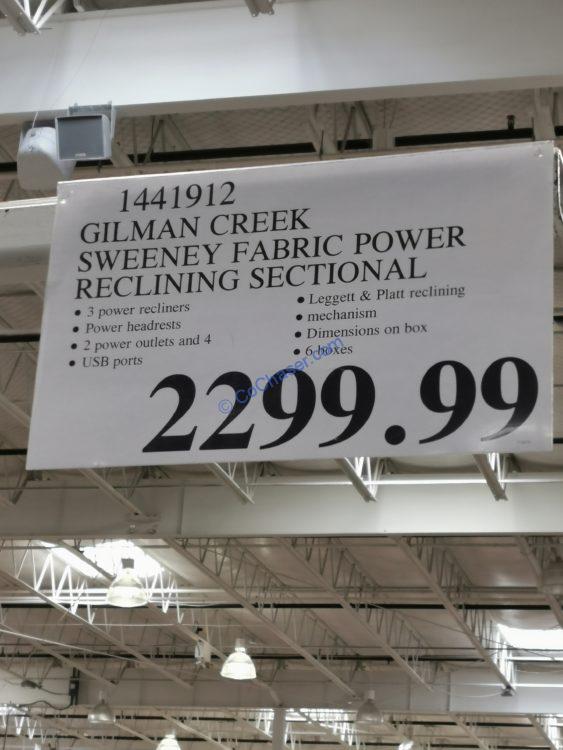 1441912
GILMAN CREEK
SWEENEY FABRIC POWER
RECLINING SECTIONAL
• 3 power recliners
• Power headrests
• 2 power outlets and 4
• USB ports
• Leggett & Platt reclining
• mechanism
• Dimensions on box
• 6 boxes
© CoChaser.com
2299.99